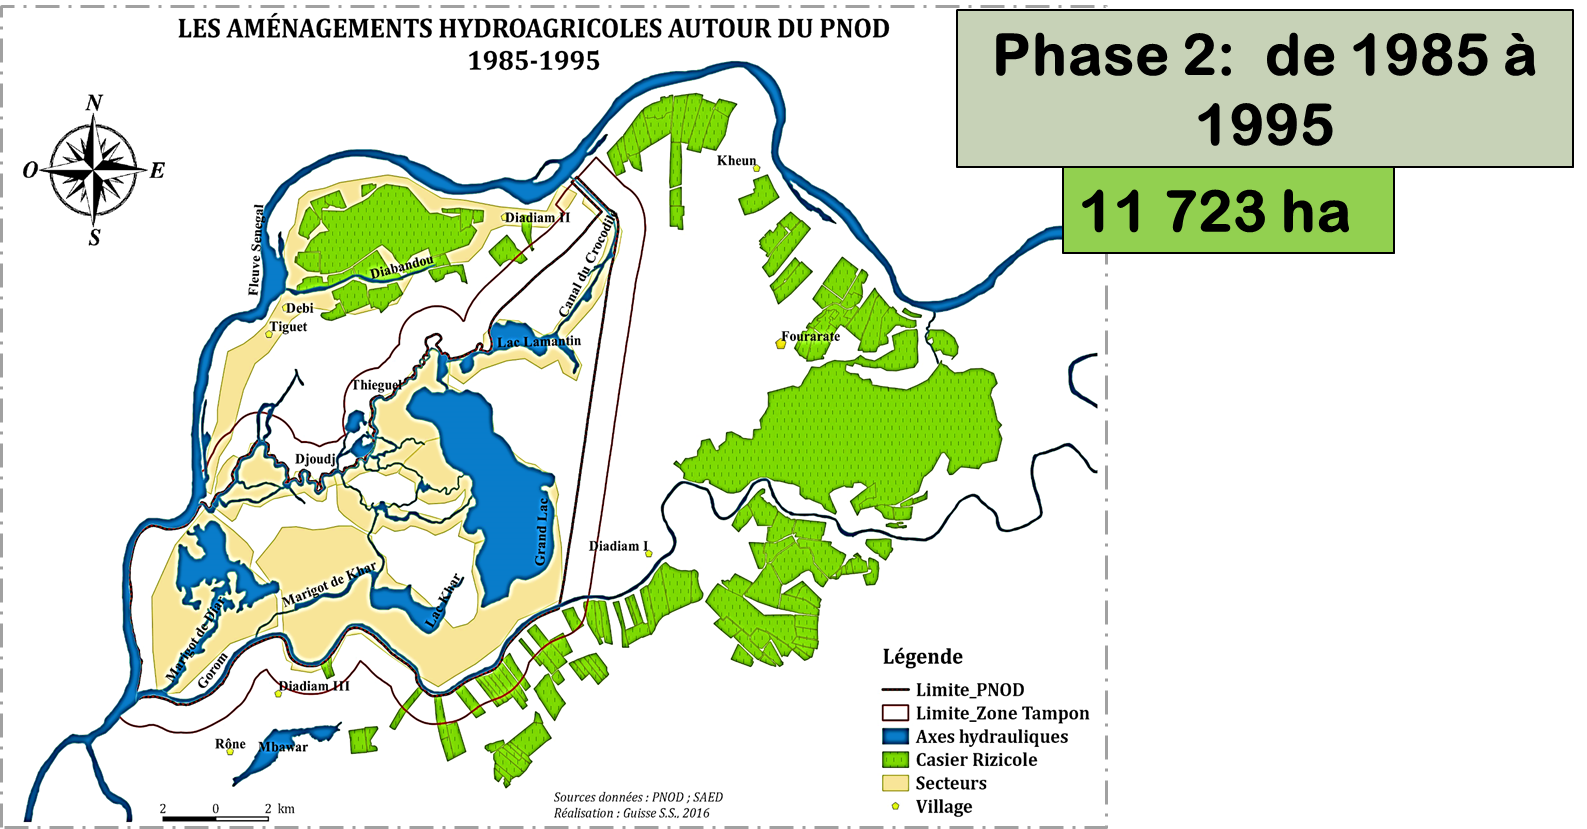 LES AMÉNAGEMENTS HYDROAGRICOLES AUTOUR DU PNOD
1985-1995
Phase 2:  de 1985 à
1995
11 723 ha
N
O
E
S
Kheun
Diadiam II
Fleuve Senegal
Canal du Crocodile
Diabandou
Debi
Tiguet
Lac Lamantin
Fourarate
Thieguel
Djoudj
Grand Lac
Diadiam I
Marigot de Khar
Lac Khar
Marigot de Diar
Gorom
Diadiam III
Rône
Mbawar
Légende
Limite_PNOD
Limite_Zone Tampon
Axes hydrauliques
Casier Rizicole
Secteurs
Village
2 0 2 km
Sources données : PNOD ; SAED
Réalisation : Guisse S.S., 2016